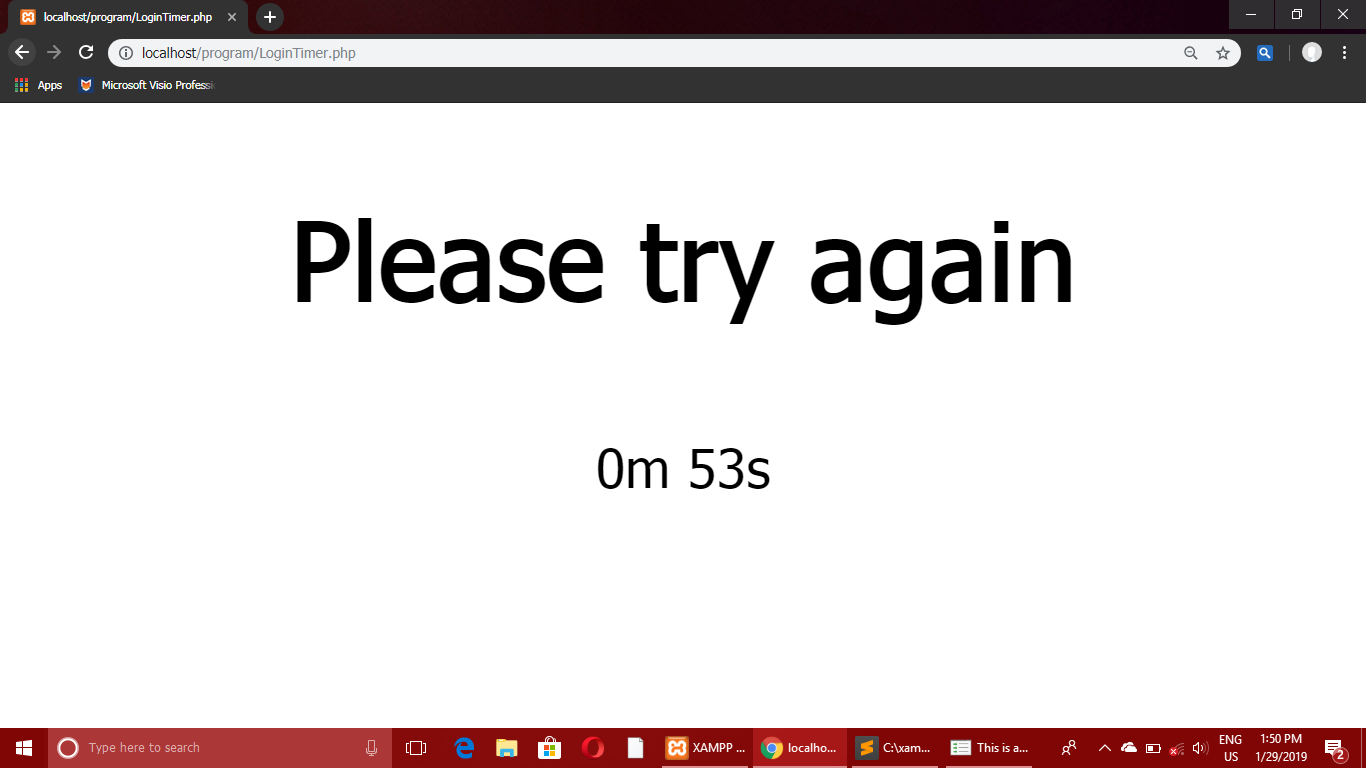 localhost/program/LoginTimer.php
localhost/program/LoginTimer.php
Apps
Microsoft Visio Professi
Please try again
0m 53s
Type here to search
XAMPP ...
localho...
C:\xam...
This is a...
ENG
US
1:50 PM
1/29/2019
2